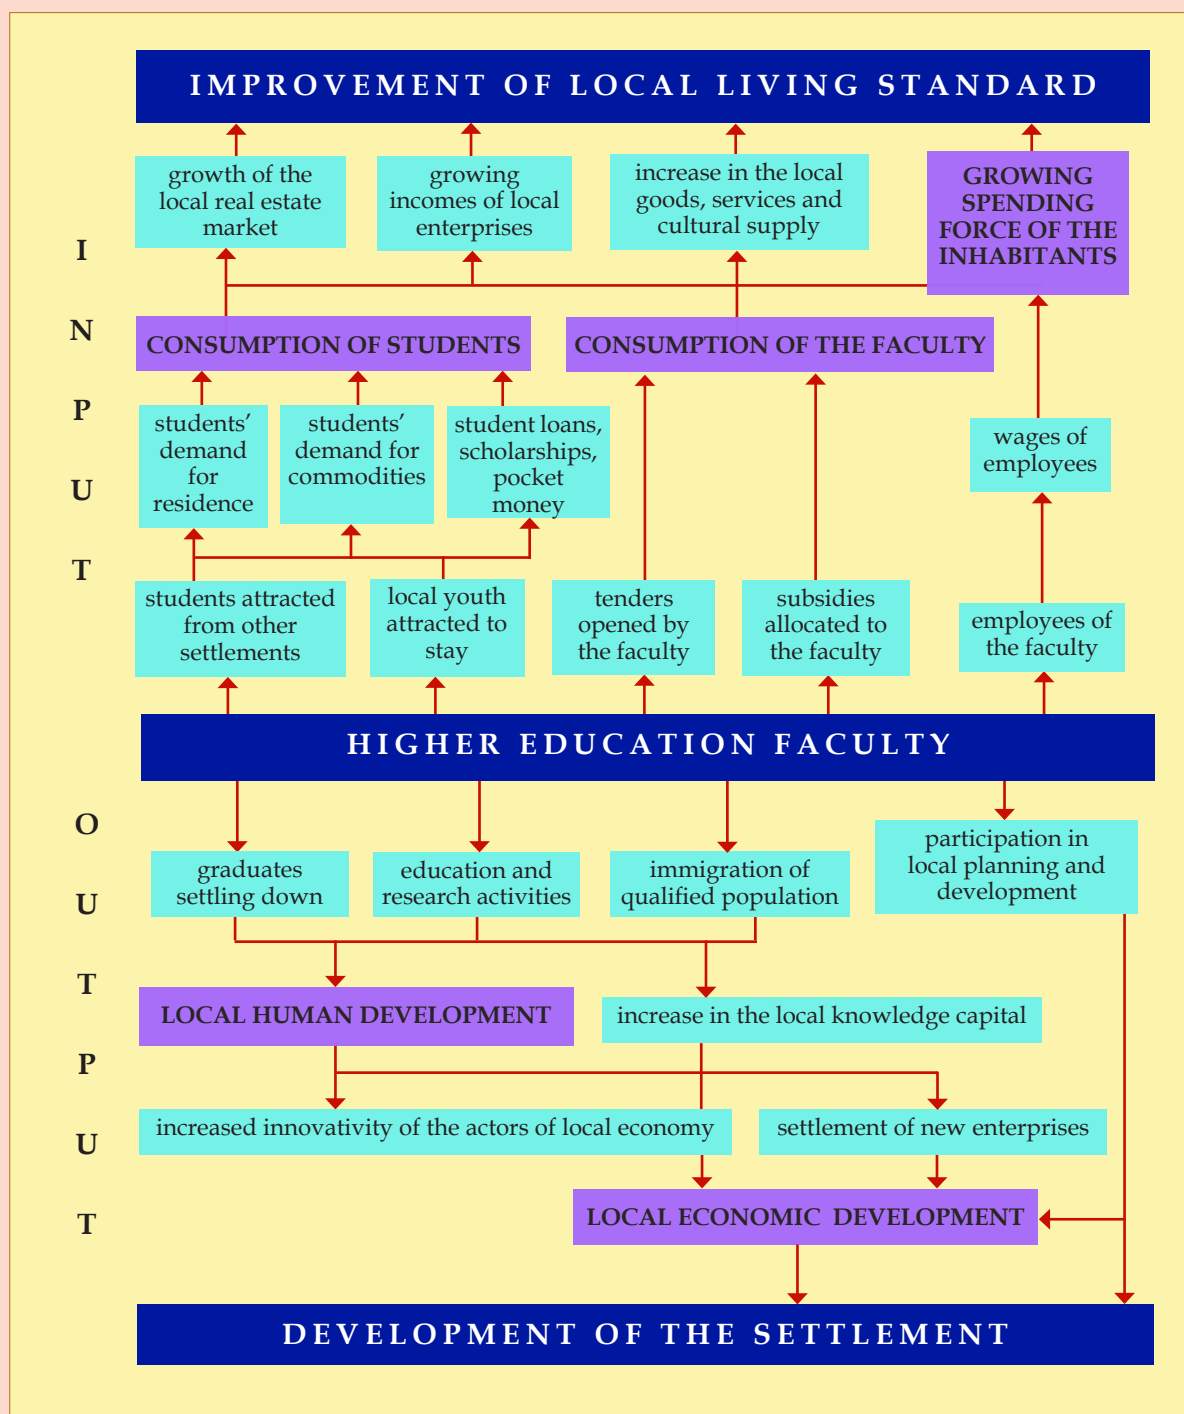 IMPROVEMENT OF LOCAL LIVING STANDARD
growth of the
local real estate
market
growing
incomes of local
enterprises
increase in the local
goods, services and
cultural supply
GROWING
SPENDING
FORCE OF THE
INHABITANTS
INPUT
CONSUMPTION OF STUDENTS
CONSUMPTION OF THE FACULTY
students’
demand
for
residence
students’
demand for
commodities
student loans,
scholarships,
pocket
money
wages of
employees
students attracted
from other
settlements
local youth
attracted to
stay
tenders
opened by
the faculty
subsidies
allocated to
the faculty
employees of
the faculty
HIGHER EDUCATION FACULTY
OUTPUT
graduates
settling down
education and
research activities
immigration of
qualified population
participation in
local planning and
development
LOCAL HUMAN DEVELOPMENT
increase in the local knowledge capital
increased innovativity of the actors of local economy
settlement of new enterprises
LOCAL ECONOMIC DEVELOPMENT
DEVELOPMENT OF THE SETTLEMENT